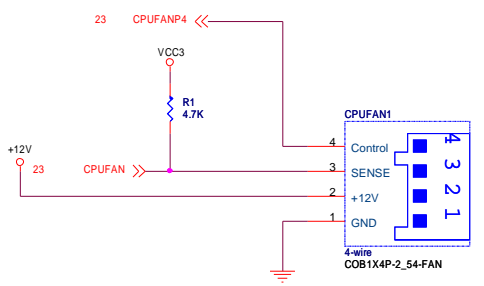 23 CPUFANP4
VCC3
R1
4.7K
CPUFAN1
+12V
4 Control
23 CPUFAN
3 SENSE
2 +12V
1 GND
4
3
2
1
4-wire
COB1X4P-2_54-FAN